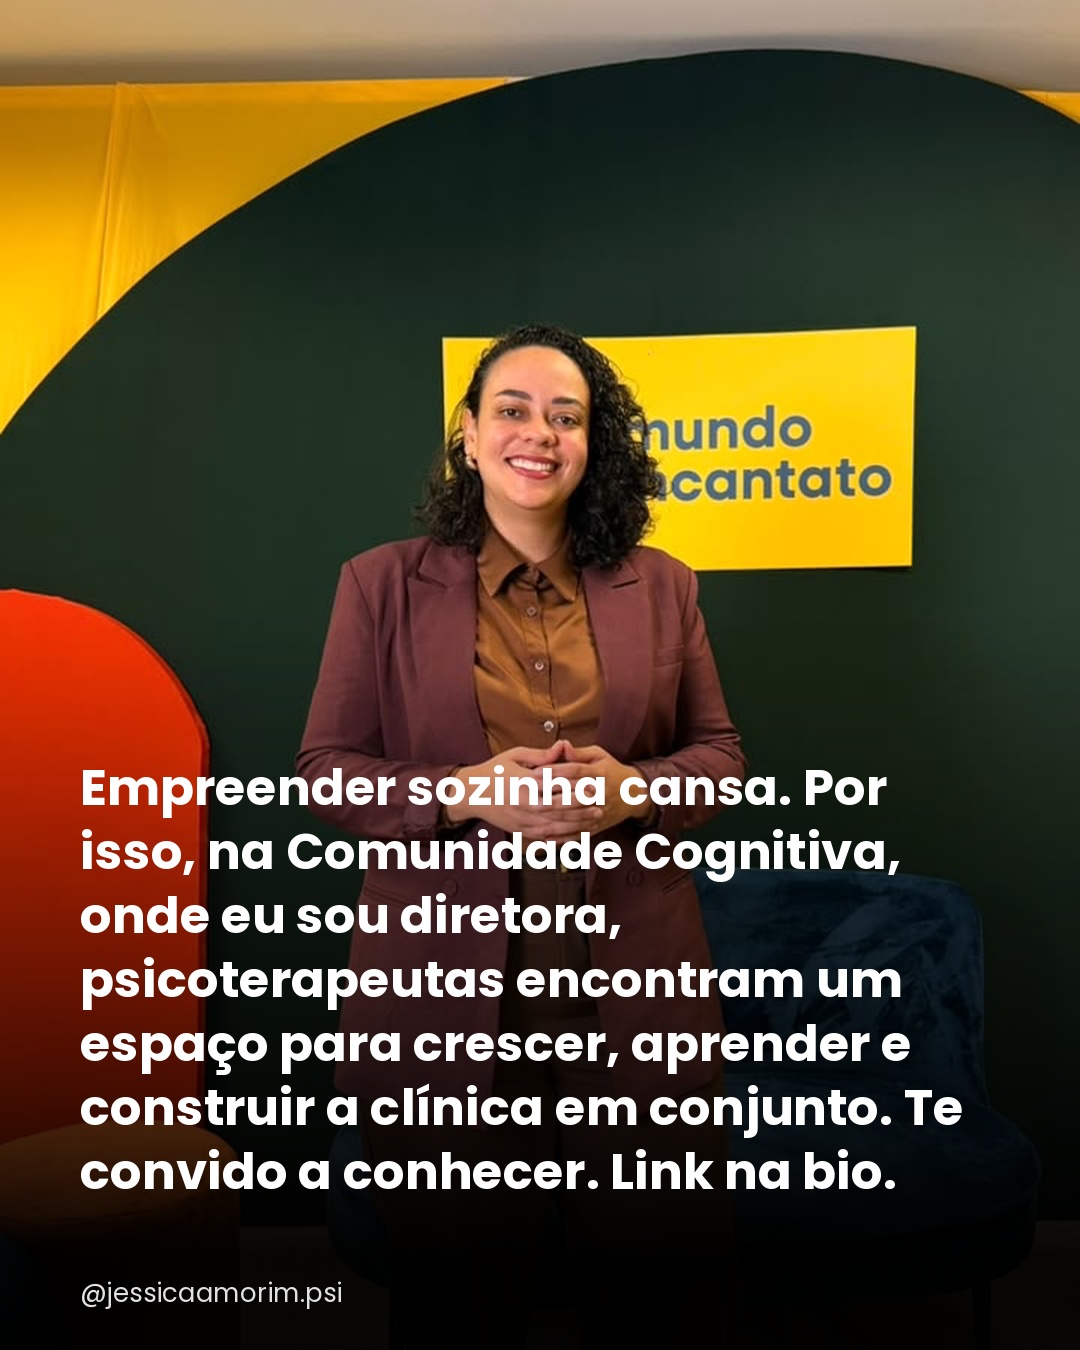 mundo
cantato
Empreender sozinha cansa. Por
isso, na Comunidade Cognitiva,
onde eu sou diretora,
psicoterapeutas encontram um
espaço para crescer, aprender e
construir a clínica em conjunto. Te
convido a conhecer. Link na bio.
@jessicaamorim.psi